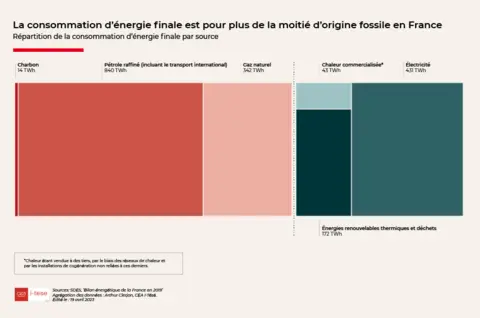 La consommation d'énergie finale est pour plus de la moitié d'origine fossile en France
Répartition de la consommation d'énergie finale par source
Charbon
14 TWh
Pétrole raffiné (incluant le transport international)
840 TWh
Gaz naturel
342 TWh
Chaleur commercialisée*
43 TWh
Électricité
431 TWh
Énergies renouvelables thermiques et déchets
172 TWh
*Chaleur étant vendue à des tiers, par le biais des réseaux de chaleur et
par les installations de cogénération non reliées à ces derniers.
cea
i-tésé
Sources: SDES, "Bilan énergétique de la France en 2019"
Agrégation des données : Arthur Clerjon, CEA I-Tésé.
Édité le : 19 avril 2023